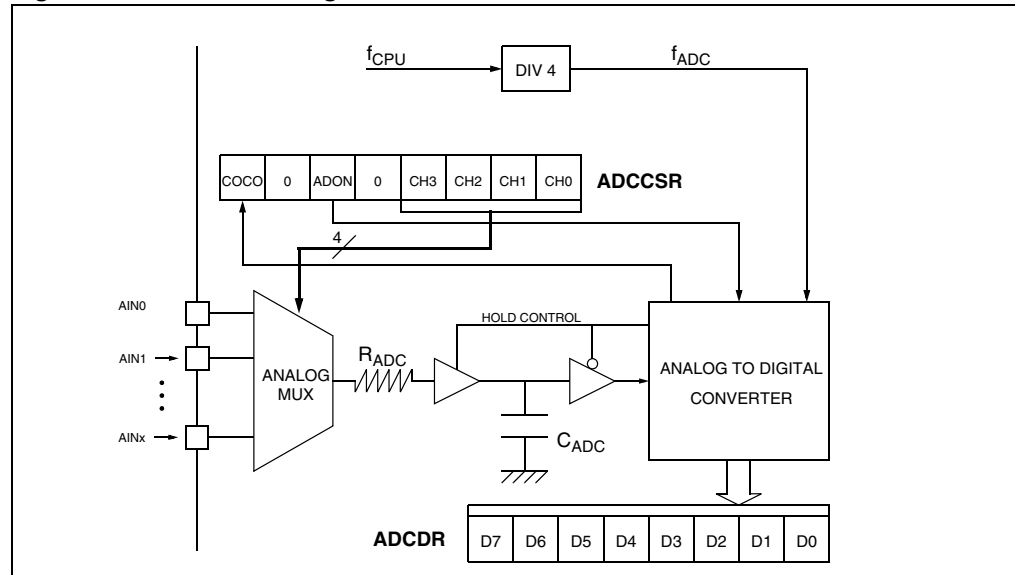 fCPU
DIV 4
fADC
COCO 0 ADON 0 CH3 CH2 CH1 CH0 ADCCSR
4
AIN0
HOLD CONTROL
AIN1
RADC
ANALOG
MUX
ANALOG TO DIGITAL
CONVERTER
AINx
CADC
ADCDR D7 D6 D5 D4 D3 D2 D1 D0